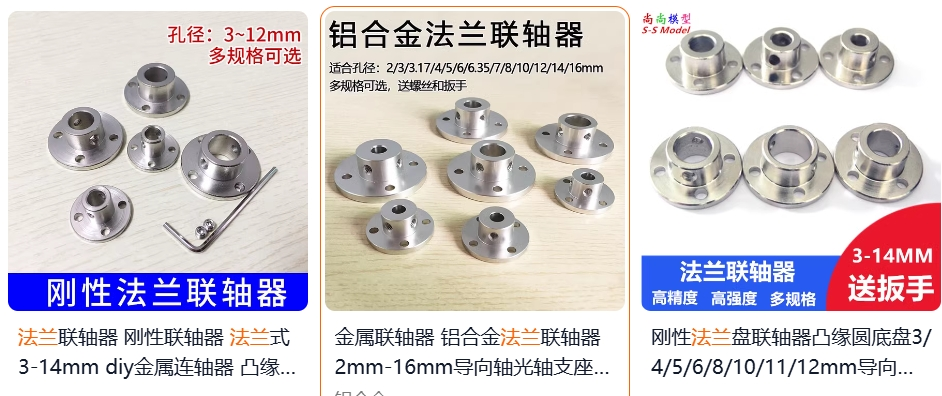 孔径：3~12mm
多规格可选
刚性法兰联轴器
法兰联轴器 刚性联轴器 法兰式
3-14mm diy金属连轴器 凸缘...
铝合金法兰联轴器
适合孔径：2/3/3.17/4/5/6/6.35/7/8/10/12/14/16mm
多规格可选，送螺丝和扳手
金属联轴器 铝合金法兰联轴器
2mm-16mm导向轴光轴支座...
尚尚模型
S-S Model
3-14MM
送扳手
法兰联轴器
高精度 高强度 多规格
刚性法兰盘联轴器凸缘圆底盘3/
4/5/6/8/10/11/12mm导向...